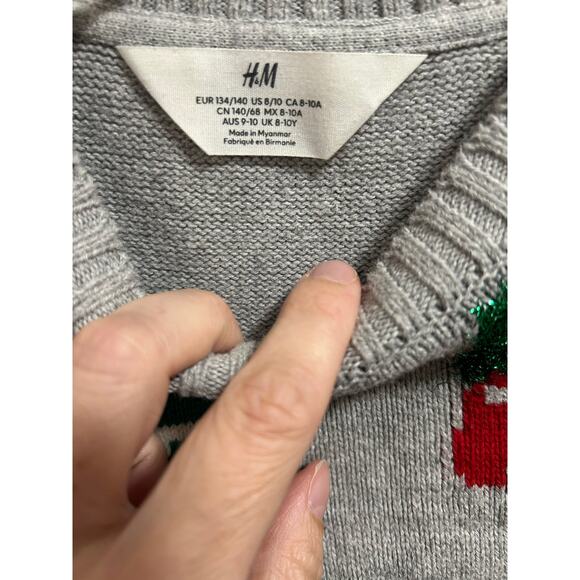 H&M
EUR 134/140 US 8/10 CA 8-10A
CN 140/68 MX 8-10A
AUS 9-10 UK 8-10Y
Made in Myanmar
Fabriqué en Birmanie